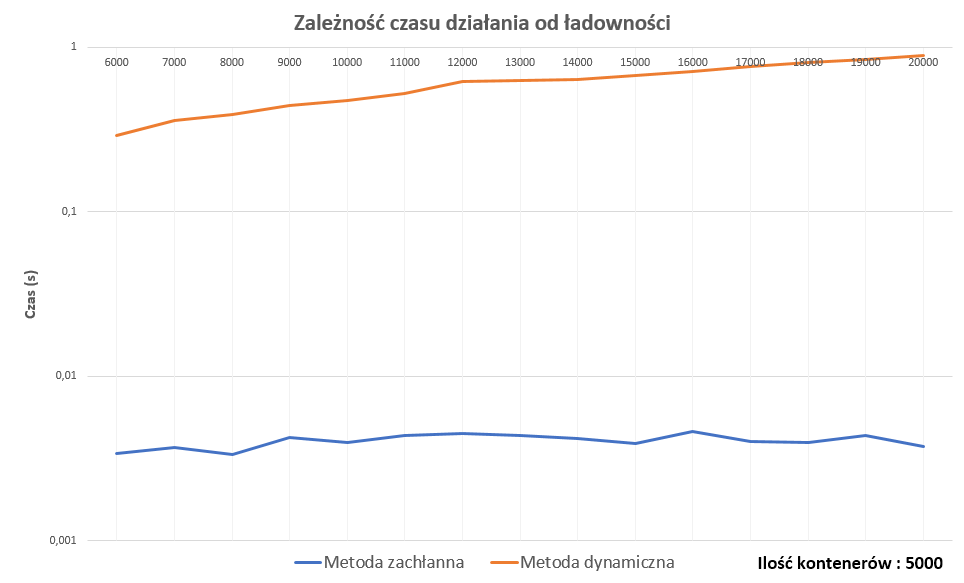 Zależność czasu działania od ładowności
1
6000 7000 8000 9000 10000 11000 12000 13000 14000 15000 16000 17000 18000 19000 20000
0,1
Czas (s)
0,01
0,001
Metoda zachłanna Metoda dynamiczna Ilość kontenerów : 5000